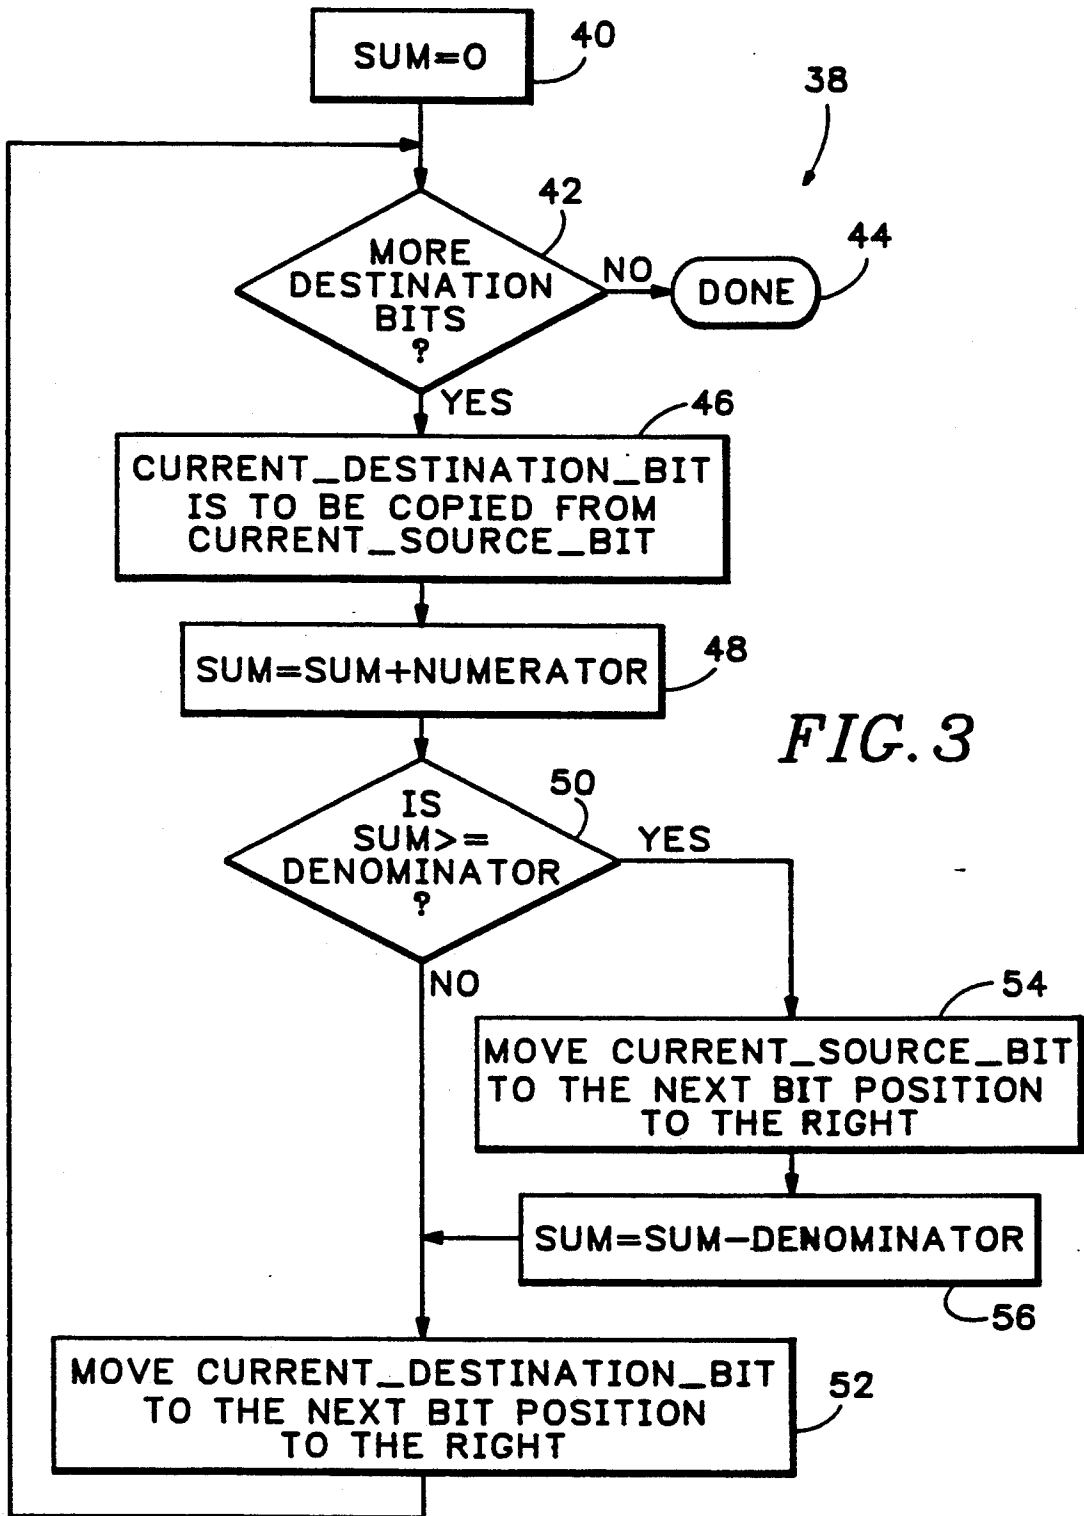 SUM=0
40
38
42
MORE
DESTINATION
BITS
?
NO
DONE
44
YES
46
CURRENT_DESTINATION_BIT
IS TO BE COPIED FROM
CURRENT_SOURCE_BIT
SUM=SUM+NUMERATOR
48
FIG. 3
50
IS
SUM>=
DENOMINATOR
?
YES
NO
54
MOVE CURRENT_SOURCE_BIT
TO THE NEXT BIT POSITION
TO THE RIGHT
SUM=SUM-DENOMINATOR
56
MOVE CURRENT_DESTINATION_BIT
TO THE NEXT BIT POSITION
TO THE RIGHT
52